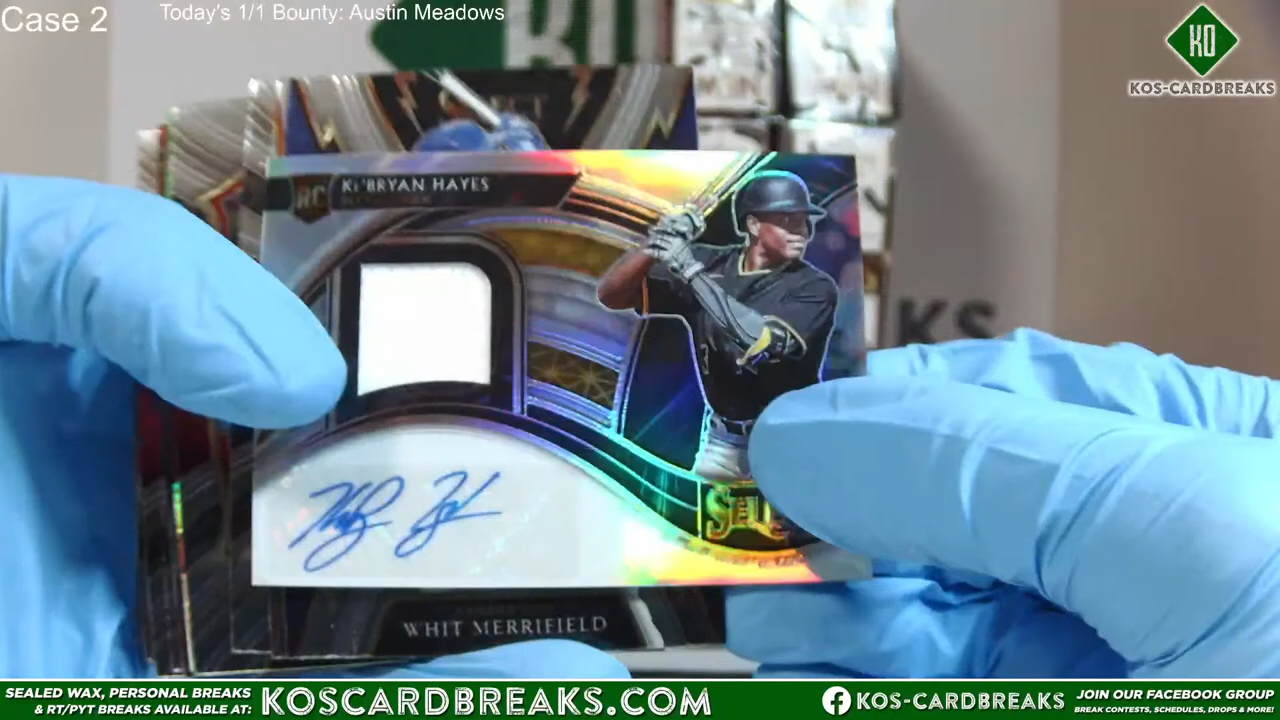 Case 2
Today's 1/1 Bounty: Austin Meadows
KO
KOS-CARDBREAKS
SELECT
RC
KE'BRYAN HAYES
KS
WHIT MERRIFIELD
SEALED WAX, PERSONAL BREAKS
& RT/PYT BREAKS AVAILABLE AT:
KOSCARDBREAKS.COM
KOS-CARDBREAKS
JOIN OUR FACEBOOK GROUP
BREAK CONTESTS, SCHEDULES, DROPS & MORE!